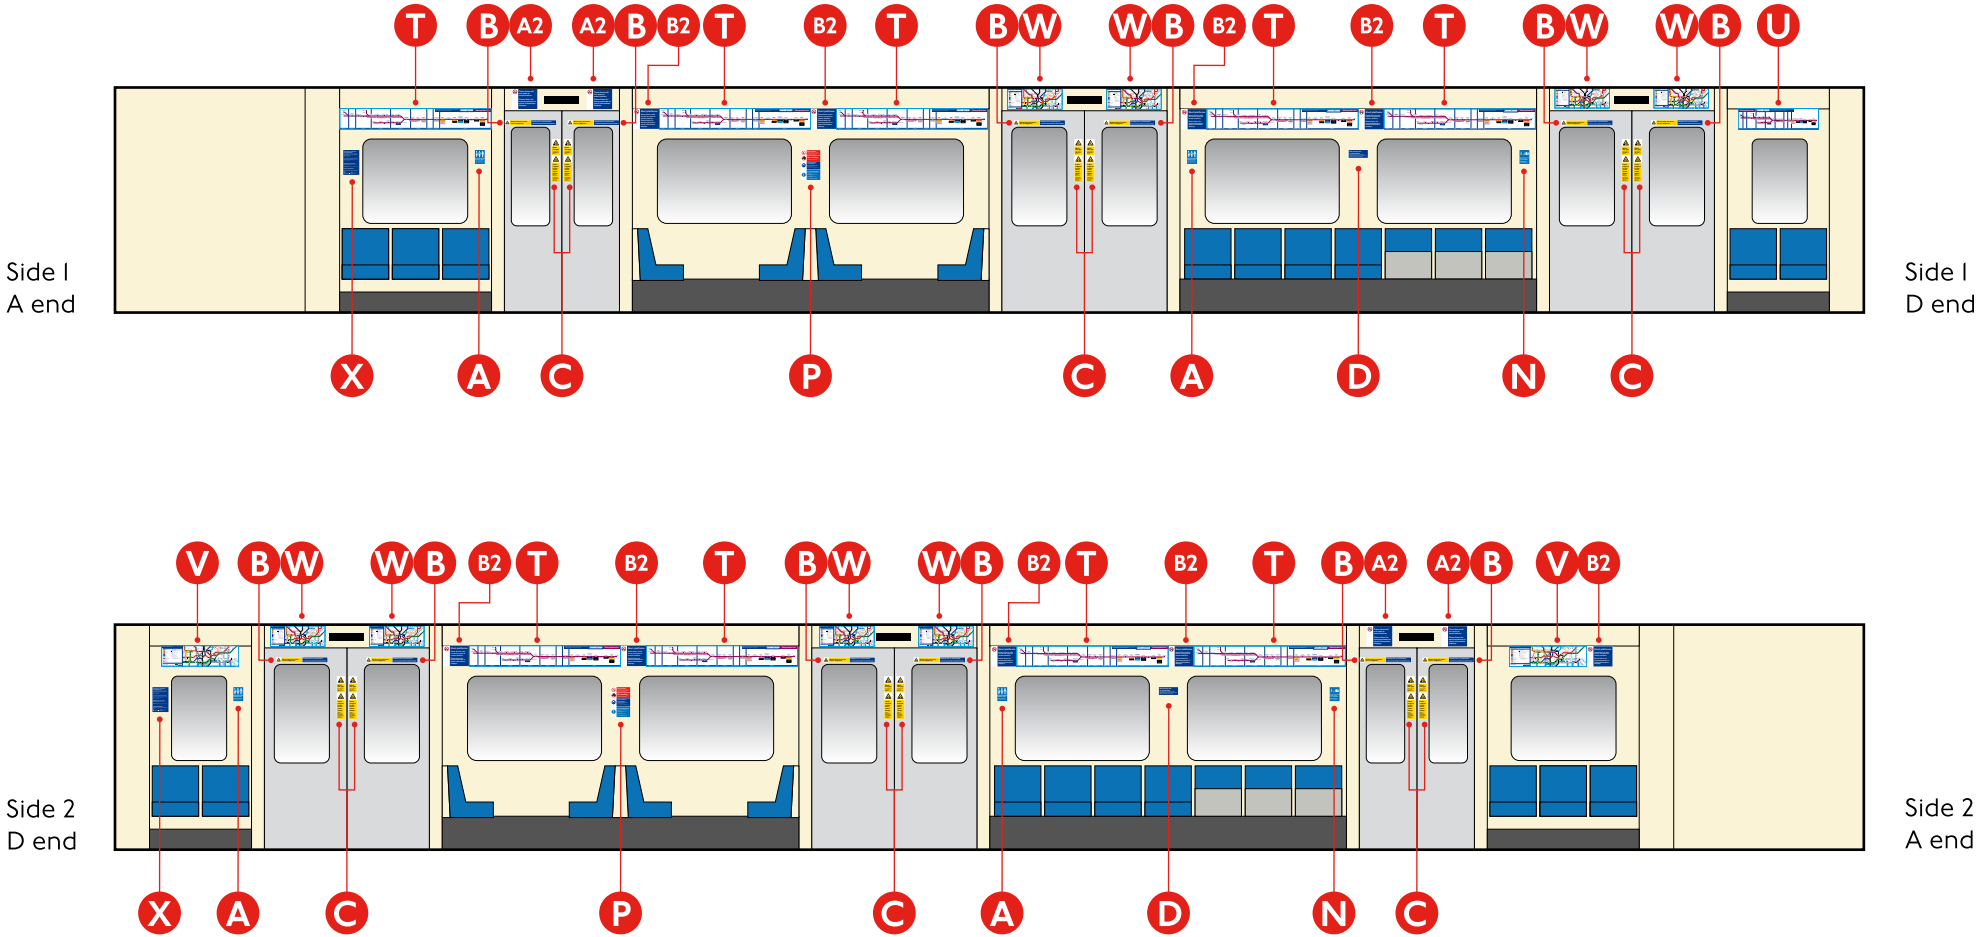 T B A2 A2 B B2 T B2 T B W W B B2 T B2 T B W W B U
Side 1
A end
Side 1
D end
X A C P C A D N C
V B W W B B2 T B2 T B W W B B2 T B2 T B A2 A2 B V B2
Side 2
D end
Side 2
A end
X A C P C A D N C